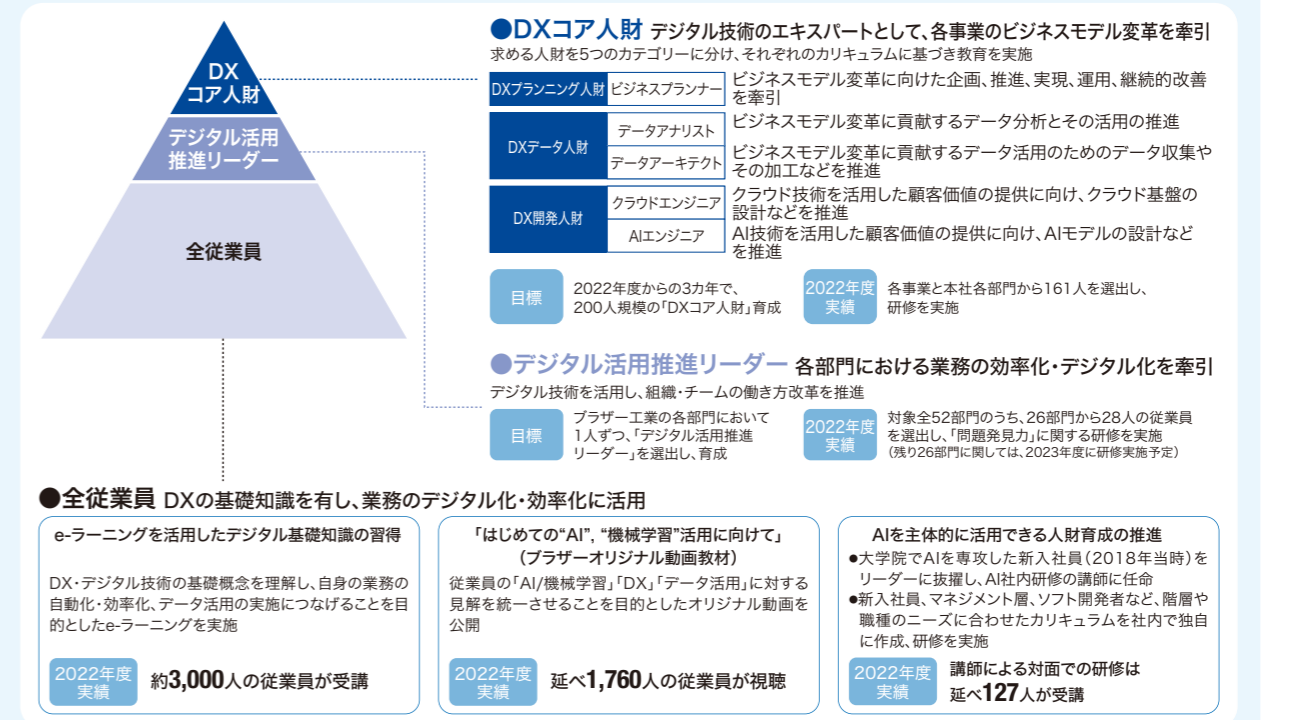 DX
コア人財
デジタル活用
推進リーダー
全従業員
●DXコア人財 デジタル技術のエキスパートとして、各事業のビジネスモデル変革を牽引
求める人財を5つのカテゴリーに分け、それぞれのカリキュラムに基づき教育を実施
DXプランニング人財 ビジネスプランナー
ビジネスモデル変革に向けた企画、推進、実現、運用、継続的改善
を牽引
DXデータ人財
データアナリスト
ビジネスモデル変革に貢献するデータ分析とその活用の推進
データアーキテクト
ビジネスモデル変革に貢献するデータ活用のためのデータ収集や
その加工などを推進
DX開発人財
クラウドエンジニア
クラウド技術を活用した顧客価値の提供に向け、クラウド基盤の
設計などを推進
AIエンジニア
AI技術を活用した顧客価値の提供に向け、AIモデルの設計など
を推進
目標
2022年度からの3カ年で、
200人規模の「DXコア人財」育成
2022年度
実績
各事業と本社各部門から161人を選出し、
研修を実施
●デジタル活用推進リーダー 各部門における業務の効率化・デジタル化を牽引
デジタル技術を活用し、組織・チームの働き方改革を推進
目標
ブラザー工業の各部門において
1人ずつ、「デジタル活用推進
リーダー」を選出し、育成
2022年度
実績
対象全52部門のうち、26部門から28人の従業員
を選出し、「問題発見力」に関する研修を実施
（残り26部門に関しては、2023年度に研修実施予定）
●全従業員 DXの基礎知識を有し、業務のデジタル化・効率化に活用
e-ラーニングを活用したデジタル基礎知識の習得
DX・デジタル技術の基礎概念を理解し、自身の業務の
自動化・効率化、データ活用の実施につなげることを目
的としたe-ラーニングを実施
2022年度
実績
約3,000人の従業員が受講
「はじめての“AI”, “機械学習”活用に向けて」
（ブラザーオリジナル動画教材）
従業員の「AI/機械学習」「DX」「データ活用」に対する
見解を統一させることを目的としたオリジナル動画を
公開
2022年度
実績
延べ1,760人の従業員が視聴
AIを主体的に活用できる人財育成の推進
●大学院でAIを専攻した新入社員（2018年当時）を
リーダーに抜擢し、AI社内研修の講師に任命
●新入社員、マネジメント層、ソフト開発者など、階層や
職種のニーズに合わせたカリキュラムを社内で独自
に作成、研修を実施
2022年度
実績
講師による対面での研修は
延べ127人が受講